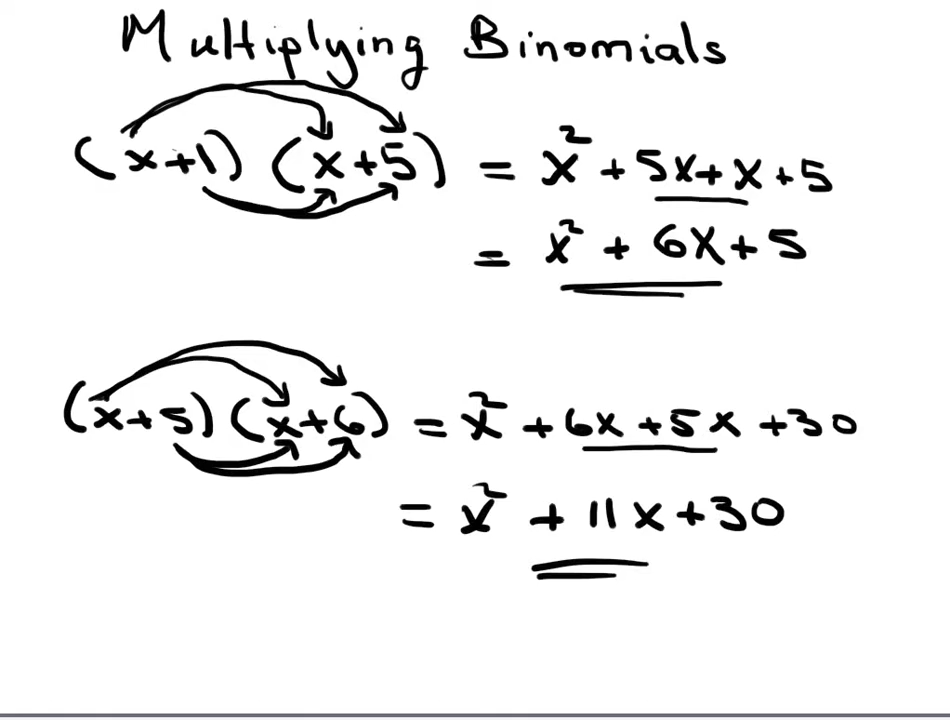 Multiplying Binomials
(x+1) (x+5) = x² + 5x + x + 5
= x² + 6x + 5
(x+5) (x+6) = x² + 6x + 5x + 30
= x² + 11x + 30